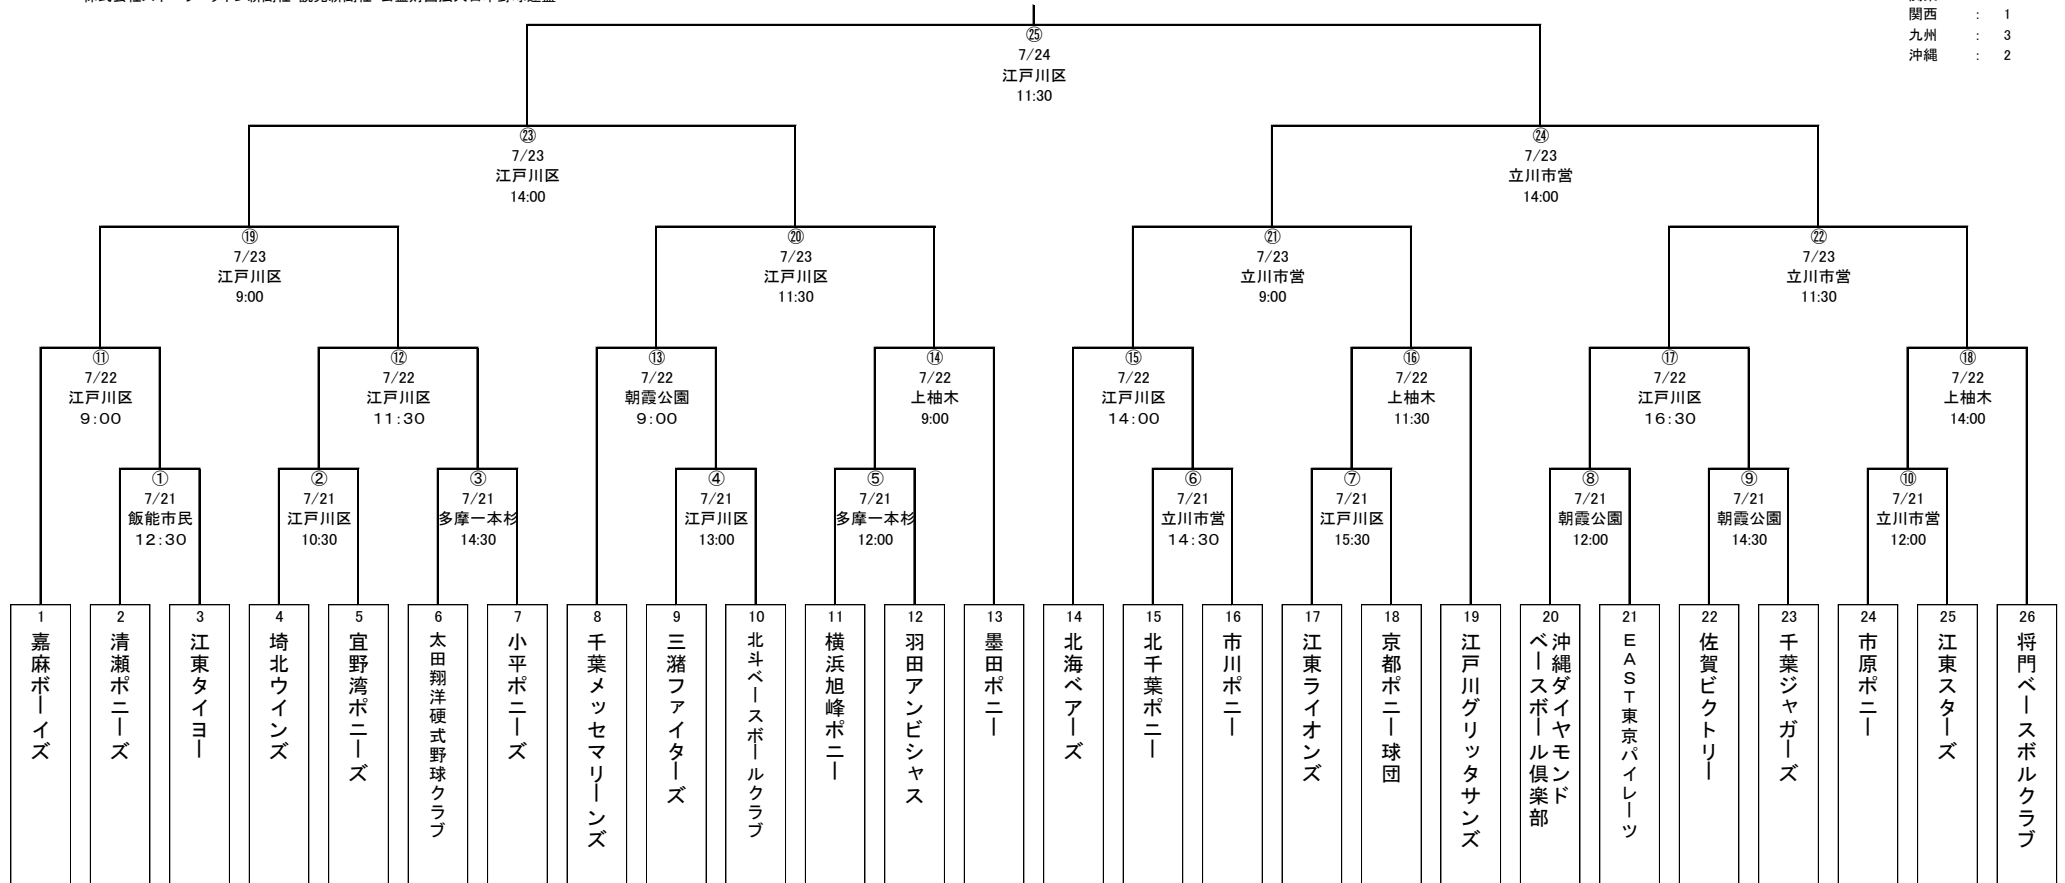 関西 : 1
九州 : 3
沖縄 : 2
㉕
7/24
江戸川区
11:30
㉓
7/23
江戸川区
14:00
㉔
7/23
立川市営
14:00
⑲
7/23
江戸川区
9:00
⑳
7/23
江戸川区
11:30
㉑
7/23
立川市営
9:00
㉒
7/23
立川市営
11:30
⑪
7/22
江戸川区
9:00
⑫
7/22
江戸川区
11:30
⑬
7/22
朝霞公園
9:00
⑭
7/22
上柚木
9:00
⑮
7/22
江戸川区
14:00
⑯
7/22
上柚木
11:30
⑰
7/22
江戸川区
16:30
⑱
7/22
上柚木
14:00
①
7/21
飯能市民
12:30
②
7/21
江戸川区
10:30
③
7/21
多摩一本杉
14:30
④
7/21
江戸川区
13:00
⑤
7/21
多摩一本杉
12:00
⑥
7/21
立川市営
14:30
⑦
7/21
江戸川区
15:30
⑧
7/21
朝霞公園
12:00
⑨
7/21
朝霞公園
14:30
⑩
7/21
立川市営
12:00
1
嘉麻ボーイズ
2
清瀬ポニーズ
3
江東タイヨー
4
埼北ウインズ
5
宜野湾ポニーズ
6
太田翔洋硬式野球クラブ
7
小平ポニーズ
8
千葉メッセマリーンズ
9
三潴ファイターズ
10
北斗ベースボールクラブ
11
横浜旭峰ポニー
12
羽田アンビシャス
13
墨田ポニー
14
北海ベアーズ
15
北千葉ポニー
16
市川ポニー
17
江東ライオンズ
18
京都ポニー球団
19
江戸川グリッタサンズ
20
沖縄ダイヤモンド
ベースボール倶楽部
21
EAST東京パイレーツ
22
佐賀ビクトリー
23
千葉ジャガーズ
24
市原ポニー
25
江東スターズ
26
将門ベースボルクラブ